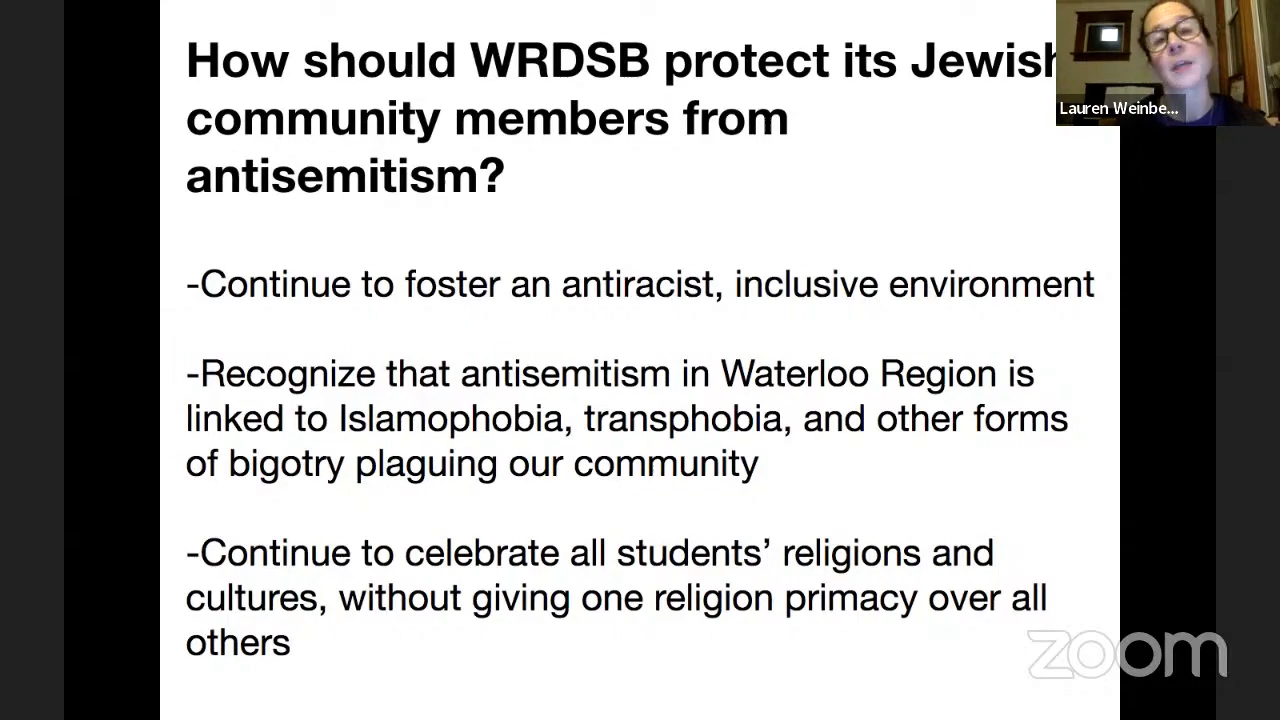 How should WRDSB protect its Jewish
community members from
antisemitism?
Lauren Weinbe...
-Continue to foster an antiracist, inclusive environment
-Recognize that antisemitism in Waterloo Region is
linked to Islamophobia, transphobia, and other forms
of bigotry plaguing our community
-Continue to celebrate all students’ religions and
cultures, without giving one religion primacy over all
others
zoom